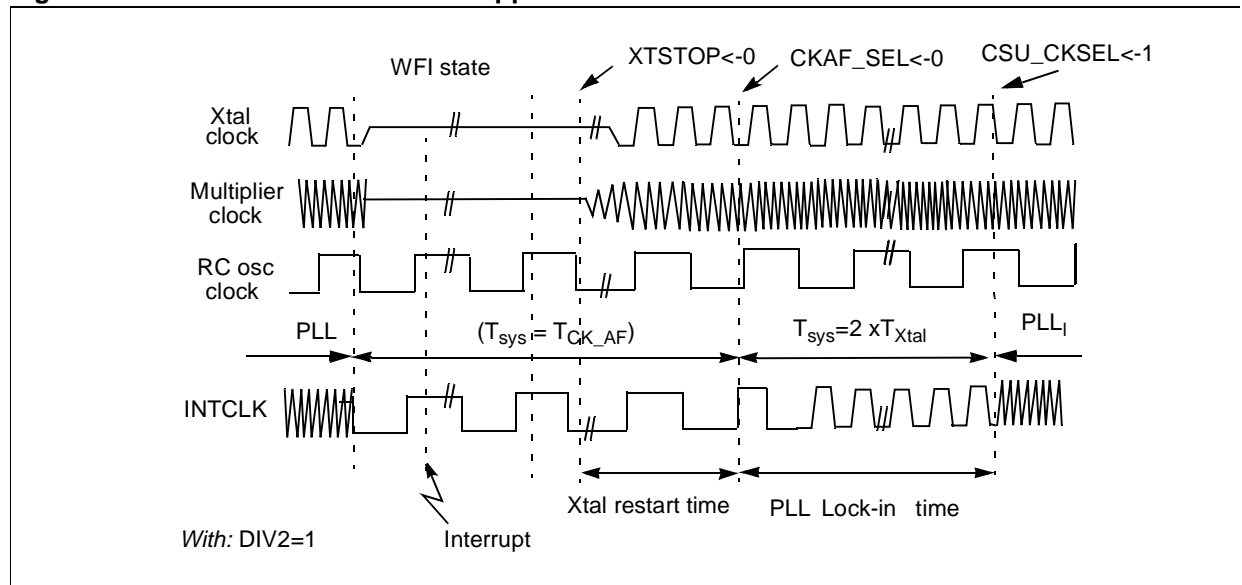 XTSTOP<-0
CKAF_SEL<-0
CSU_CKSEL<-1
WFI state
Xtal
clock
Multiplier
clock
RC osc
clock
PLL
(Tsys = TCK_AF)
Tsys=2 xTXtal
PLLl
INTCLK
Xtal restart time
PLL Lock-in time
With: DIV2=1
Interrupt